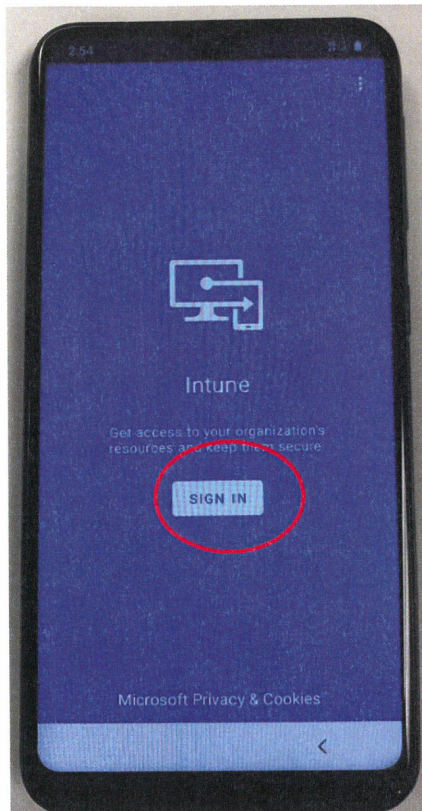 2:54
Intune
Get access to your organization's
resources and keep them secure
SIGN IN
Microsoft Privacy & Cookies